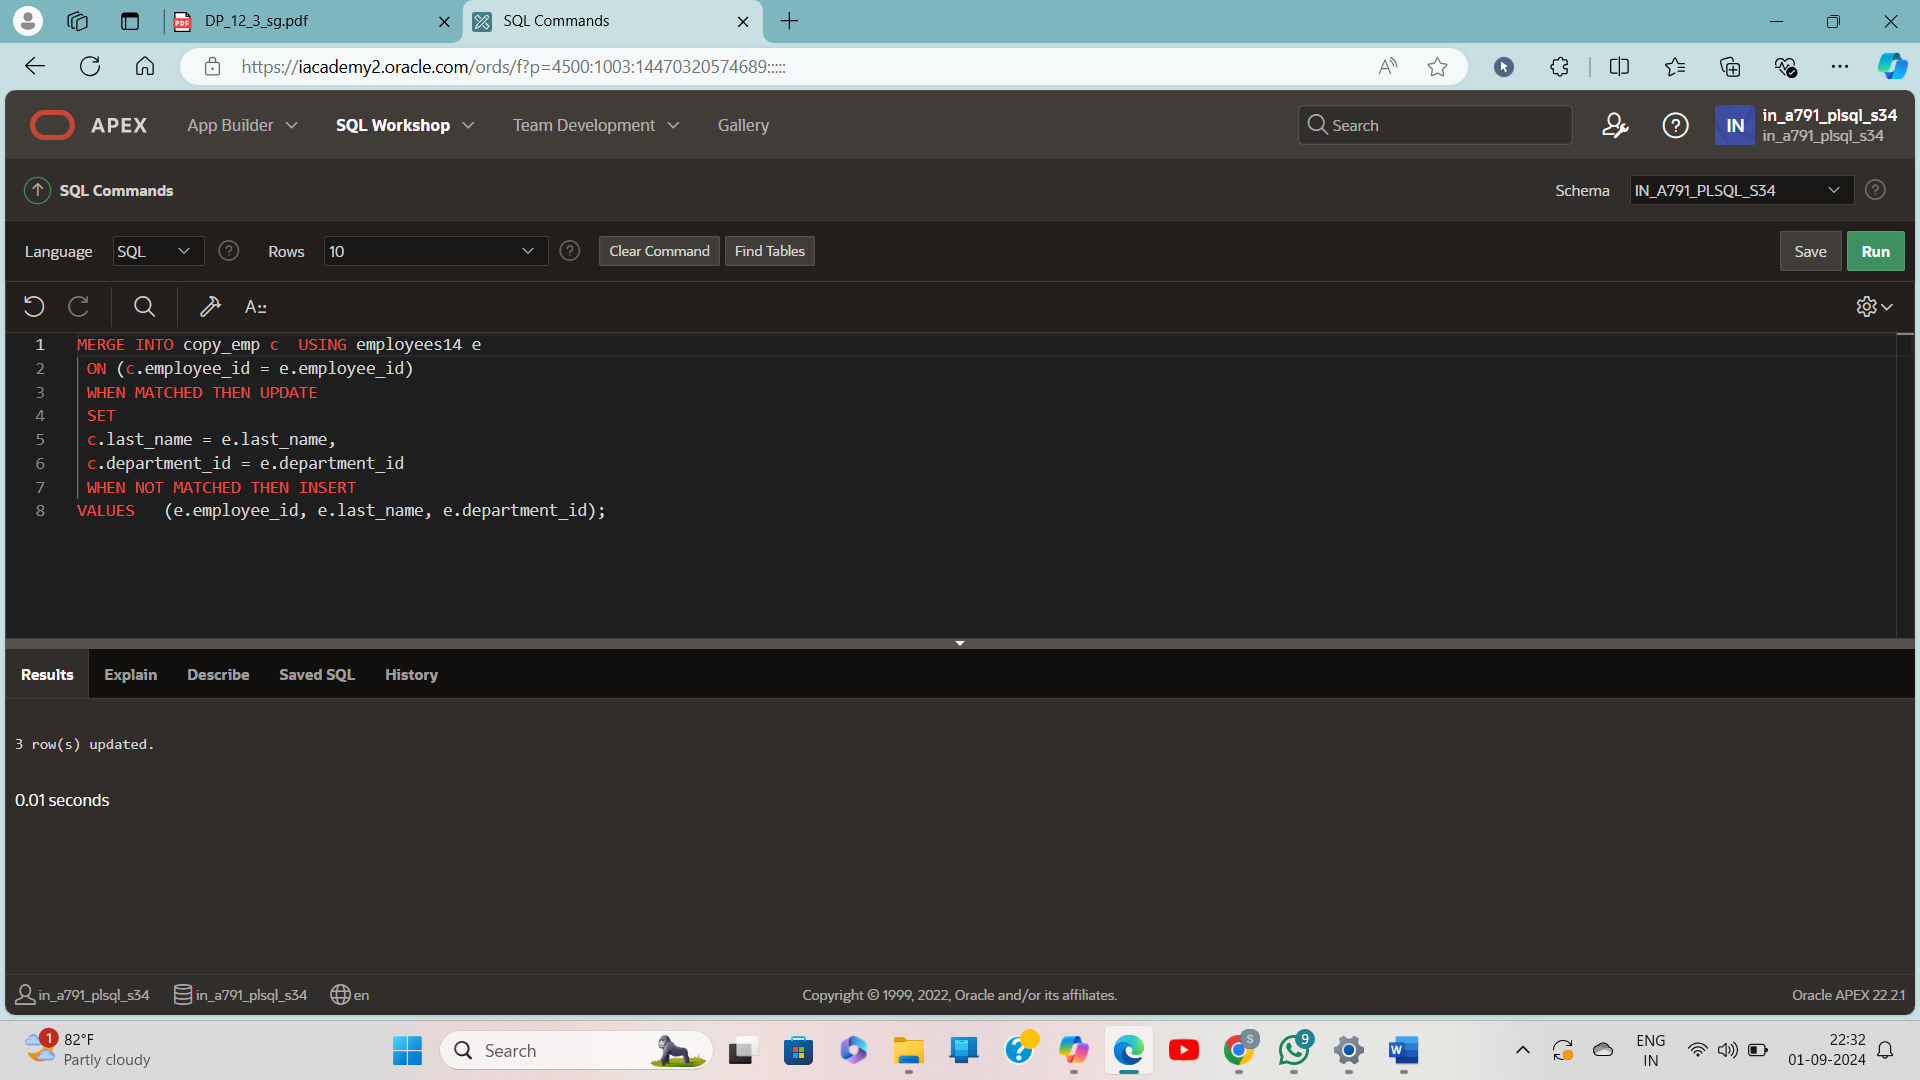 DP_12_3_sg.pdf
SQL Commands
https://iacademy2.oracle.com/ords/f?p=4500:1003:14470320574689:::::
APEX App Builder SQL Workshop Team Development Gallery Search IN in_a791_plsql_s34
in_a791_plsql_s34
SQL Commands Schema IN_A791_PLSQL_S34
Language SQL Rows 10 Clear Command Find Tables Save Run
A::
1 MERGE INTO copy_emp c  USING employees14 e
2 ON (c.employee_id = e.employee_id)
3 WHEN MATCHED THEN UPDATE
4 SET
5 c.last_name = e.last_name,
6 c.department_id = e.department_id
7 WHEN NOT MATCHED THEN INSERT
8 VALUES   (e.employee_id, e.last_name, e.department_id);
Results Explain Describe Saved SQL History
3 row(s) updated.
0.01 seconds
in_a791_plsql_s34 in_a791_plsql_s34 en Copyright © 1999, 2022, Oracle and/or its affiliates. Oracle APEX 22.2.1
1 82°F
Partly cloudy
Search
S
9
W
ENG
IN
22:32
01-09-2024